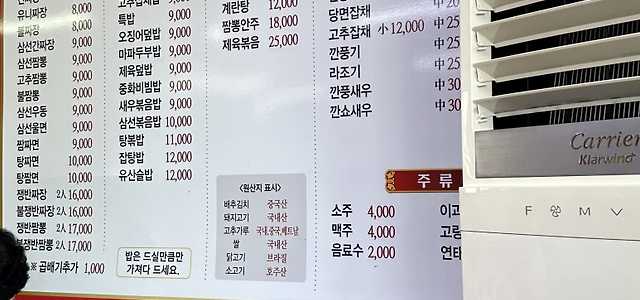 유니짜장 8,000
짬뽕 9,000
삼선간짜장 9,000
삼선짬뽕 9,000
고추짬뽕 9,000
불짬뽕 9,000
삼선우동 9,000
삼선울면 9,000
짬짜면 9,000
탕짜면 10,000
탕짬면 10,000
쟁반짜장 2인 16,000
불쟁반짜장 2인 16,000
쟁반짬뽕 2인 17,000
불쟁반짬뽕 2인 17,000
※ 곱배기추가 1,000
고추잡채밥 9,000
특밥 9,000
오징어덮밥 9,000
마파두부밥 9,000
제육덮밥 9,000
중화비빔밥 9,000
새우볶음밥 9,000
삼선볶음밥 10,000
탕볶밥 11,000
잡탕밥 12,000
유산슬밥 12,000
밥은 드실만큼만
가져다 드세요.
계란탕 12,000
짬뽕안주 18,000
제육볶음 25,000
<원산지 표시>
배추김치 중국산
돼지고기 국내산
고추가루 국내,중국,베트남
쌀 국내산
닭고기 브라질
소고기 호주산
당면잡채 中
고추잡채 小 12,000 中 25
깐풍기 中
라조기 中 25
깐풍새우 中 30
깐쇼새우 中 30
주류
소주 4,000
맥주 4,000
음료수 2,000
이과
고량
연태
Carrier
Klarwind
F M V